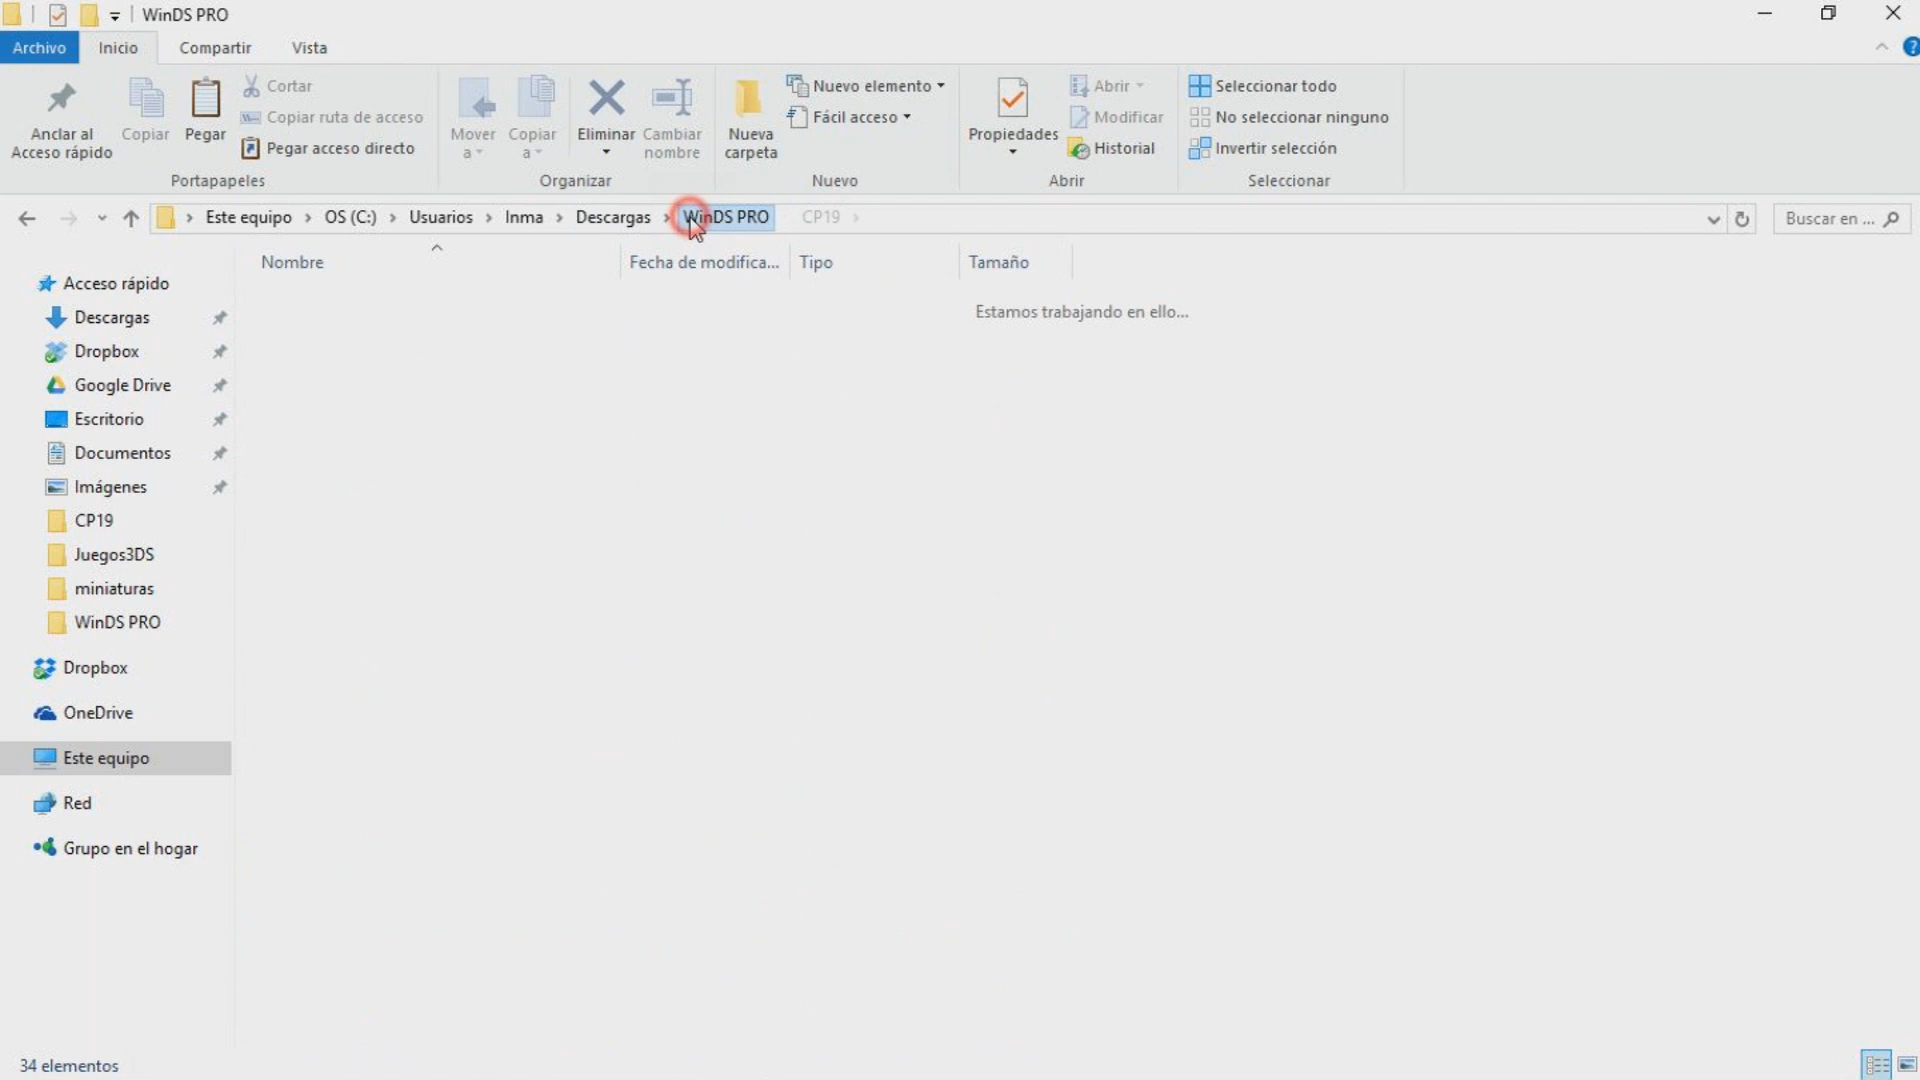 WinDS PRO
Archivo Inicio Compartir Vista
Anclar al
Acceso rápido
Copiar
Pegar
Cortar
Copiar ruta de acceso
Pegar acceso directo
Portapapeles
Mover
a
Copiar
a
Eliminar
Cambiar
nombre
Organizar
Nueva
carpeta
Nuevo elemento
Fácil acceso
Nuevo
Propiedades
Abrir
Modificar
Historial
Abrir
Seleccionar todo
No seleccionar ninguno
Invertir selección
Seleccionar
Este equipo > OS (C:) > Usuarios > Inma > Descargas > WinDS PRO CP19 >
Buscar en ...
Nombre Fecha de modifica... Tipo Tamaño
Estamos trabajando en ello...
Acceso rápido
Descargas
Dropbox
Google Drive
Escritorio
Documentos
Imágenes
CP19
Juegos3DS
miniaturas
WinDS PRO
Dropbox
OneDrive
Este equipo
Red
Grupo en el hogar
34 elementos